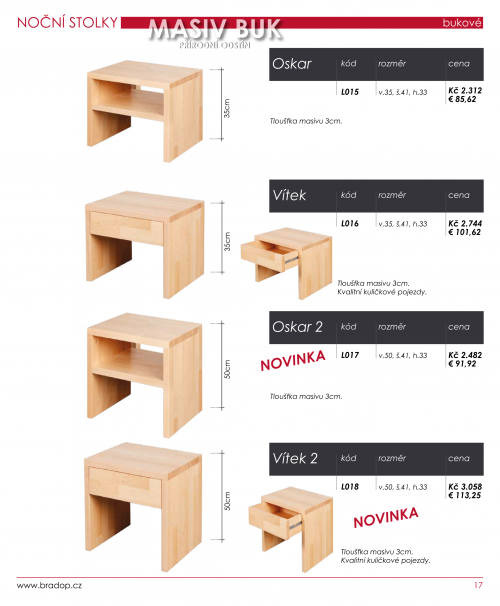 NOČNÍ STOLKY
MASIV BUK
PŘÍRODNÍ ODSTÍN
bukové
Oskar kód rozměr cena
L015 v.35, š.41, h.33 Kč 2.312
€ 85,62
35cm
Tloušťka masivu 3cm.
Vítek kód rozměr cena
L016 v.35, š.41, h.33 Kč 2.744
€ 101,62
35cm
Tloušťka masivu 3cm.
Kvalitní kuličkové pojezdy.
Oskar 2 kód rozměr cena
NOVINKA L017 v.50, š.41, h.33 Kč 2.482
€ 91,92
50cm
Tloušťka masivu 3cm.
Vítek 2 kód rozměr cena
L018 v.50, š.41, h.33 Kč 3.058
€ 113,25
50cm
NOVINKA
Tloušťka masivu 3cm.
Kvalitní kuličkové pojezdy.
www.bradop.cz 17